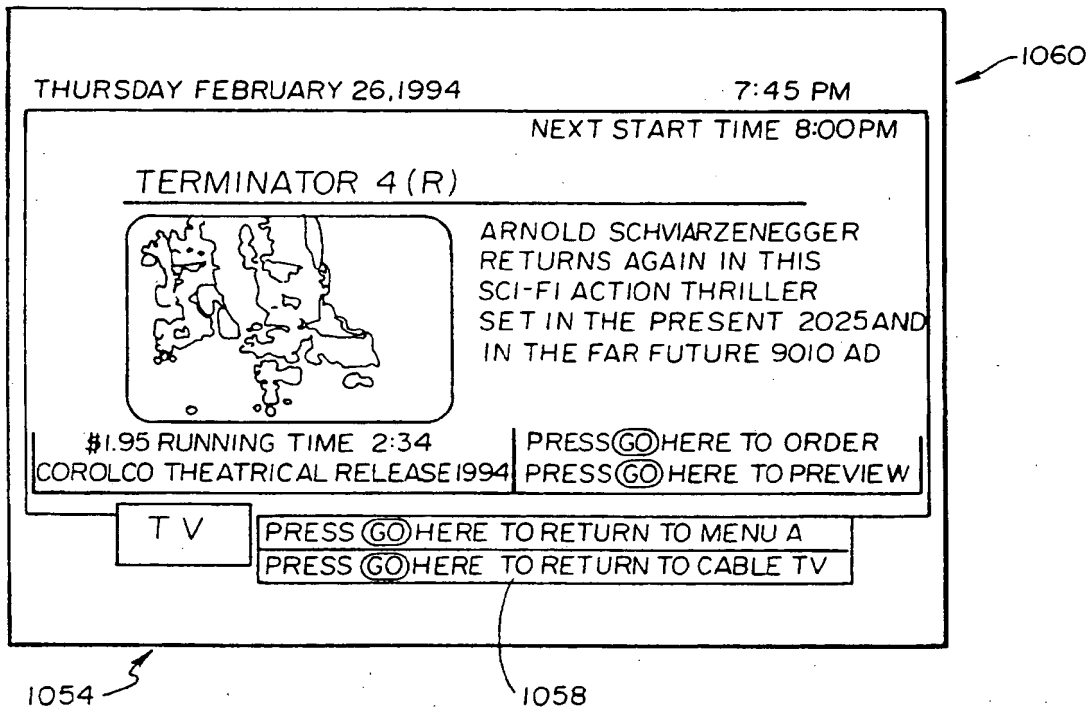 1060
THURSDAY FEBRUARY 26,1994 7:45 PM
NEXT START TIME 8:00PM
TERMINATOR 4 (R)
ARNOLD SCHVIARZENEGGER
RETURNS AGAIN IN THIS
SCI-FI ACTION THRILLER
SET IN THE PRESENT 2025 AND
IN THE FAR FUTURE 9010 AD
$1.95 RUNNING TIME 2:34
COROLCO THEATRICAL RELEASE 1994
PRESS GO HERE TO ORDER
PRESS GO HERE TO PREVIEW
TV
PRESS GO HERE TO RETURN TO MENU A
PRESS GO HERE TO RETURN TO CABLE TV
1054
1058